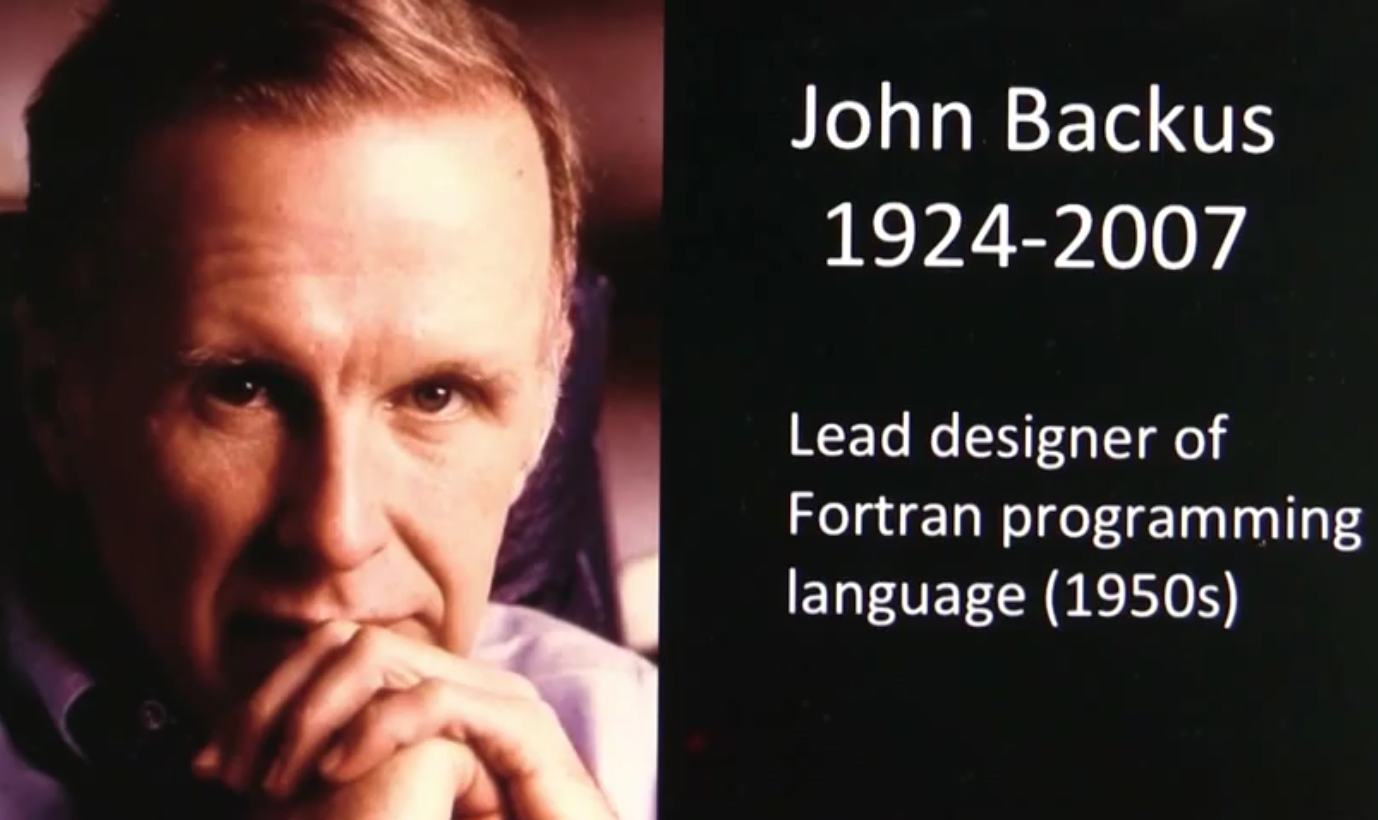 John Backus
1924-2007
Lead designer of
Fortran programming
language (1950s)